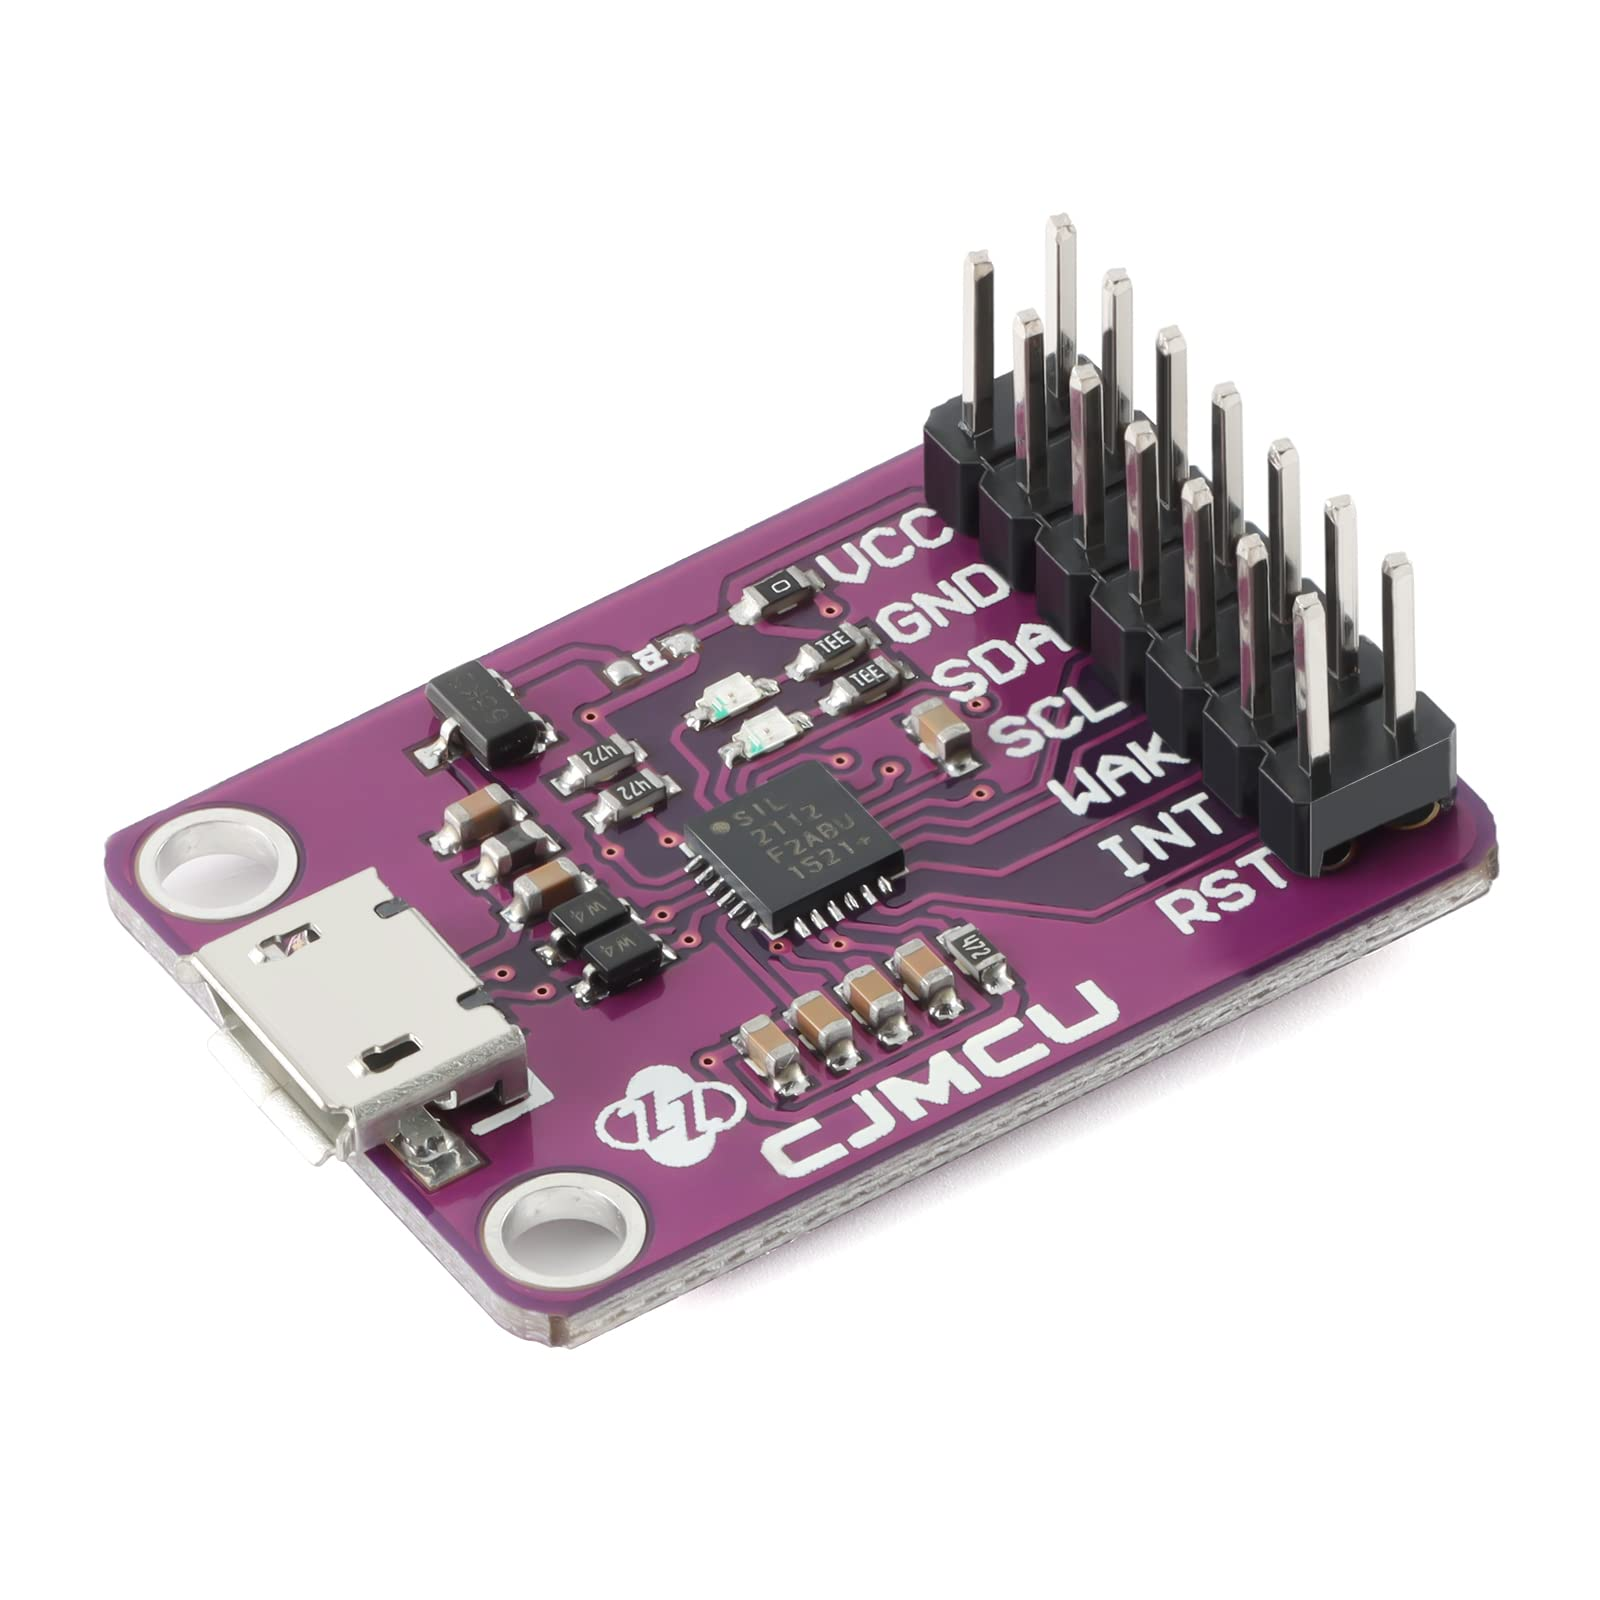 VCC
GND
SDA
SCL
WAK
INT
RST
0
TEE
TEE
472
472
SIL
2112
F2ABU
1521+
W4
W4
472
CJMCU